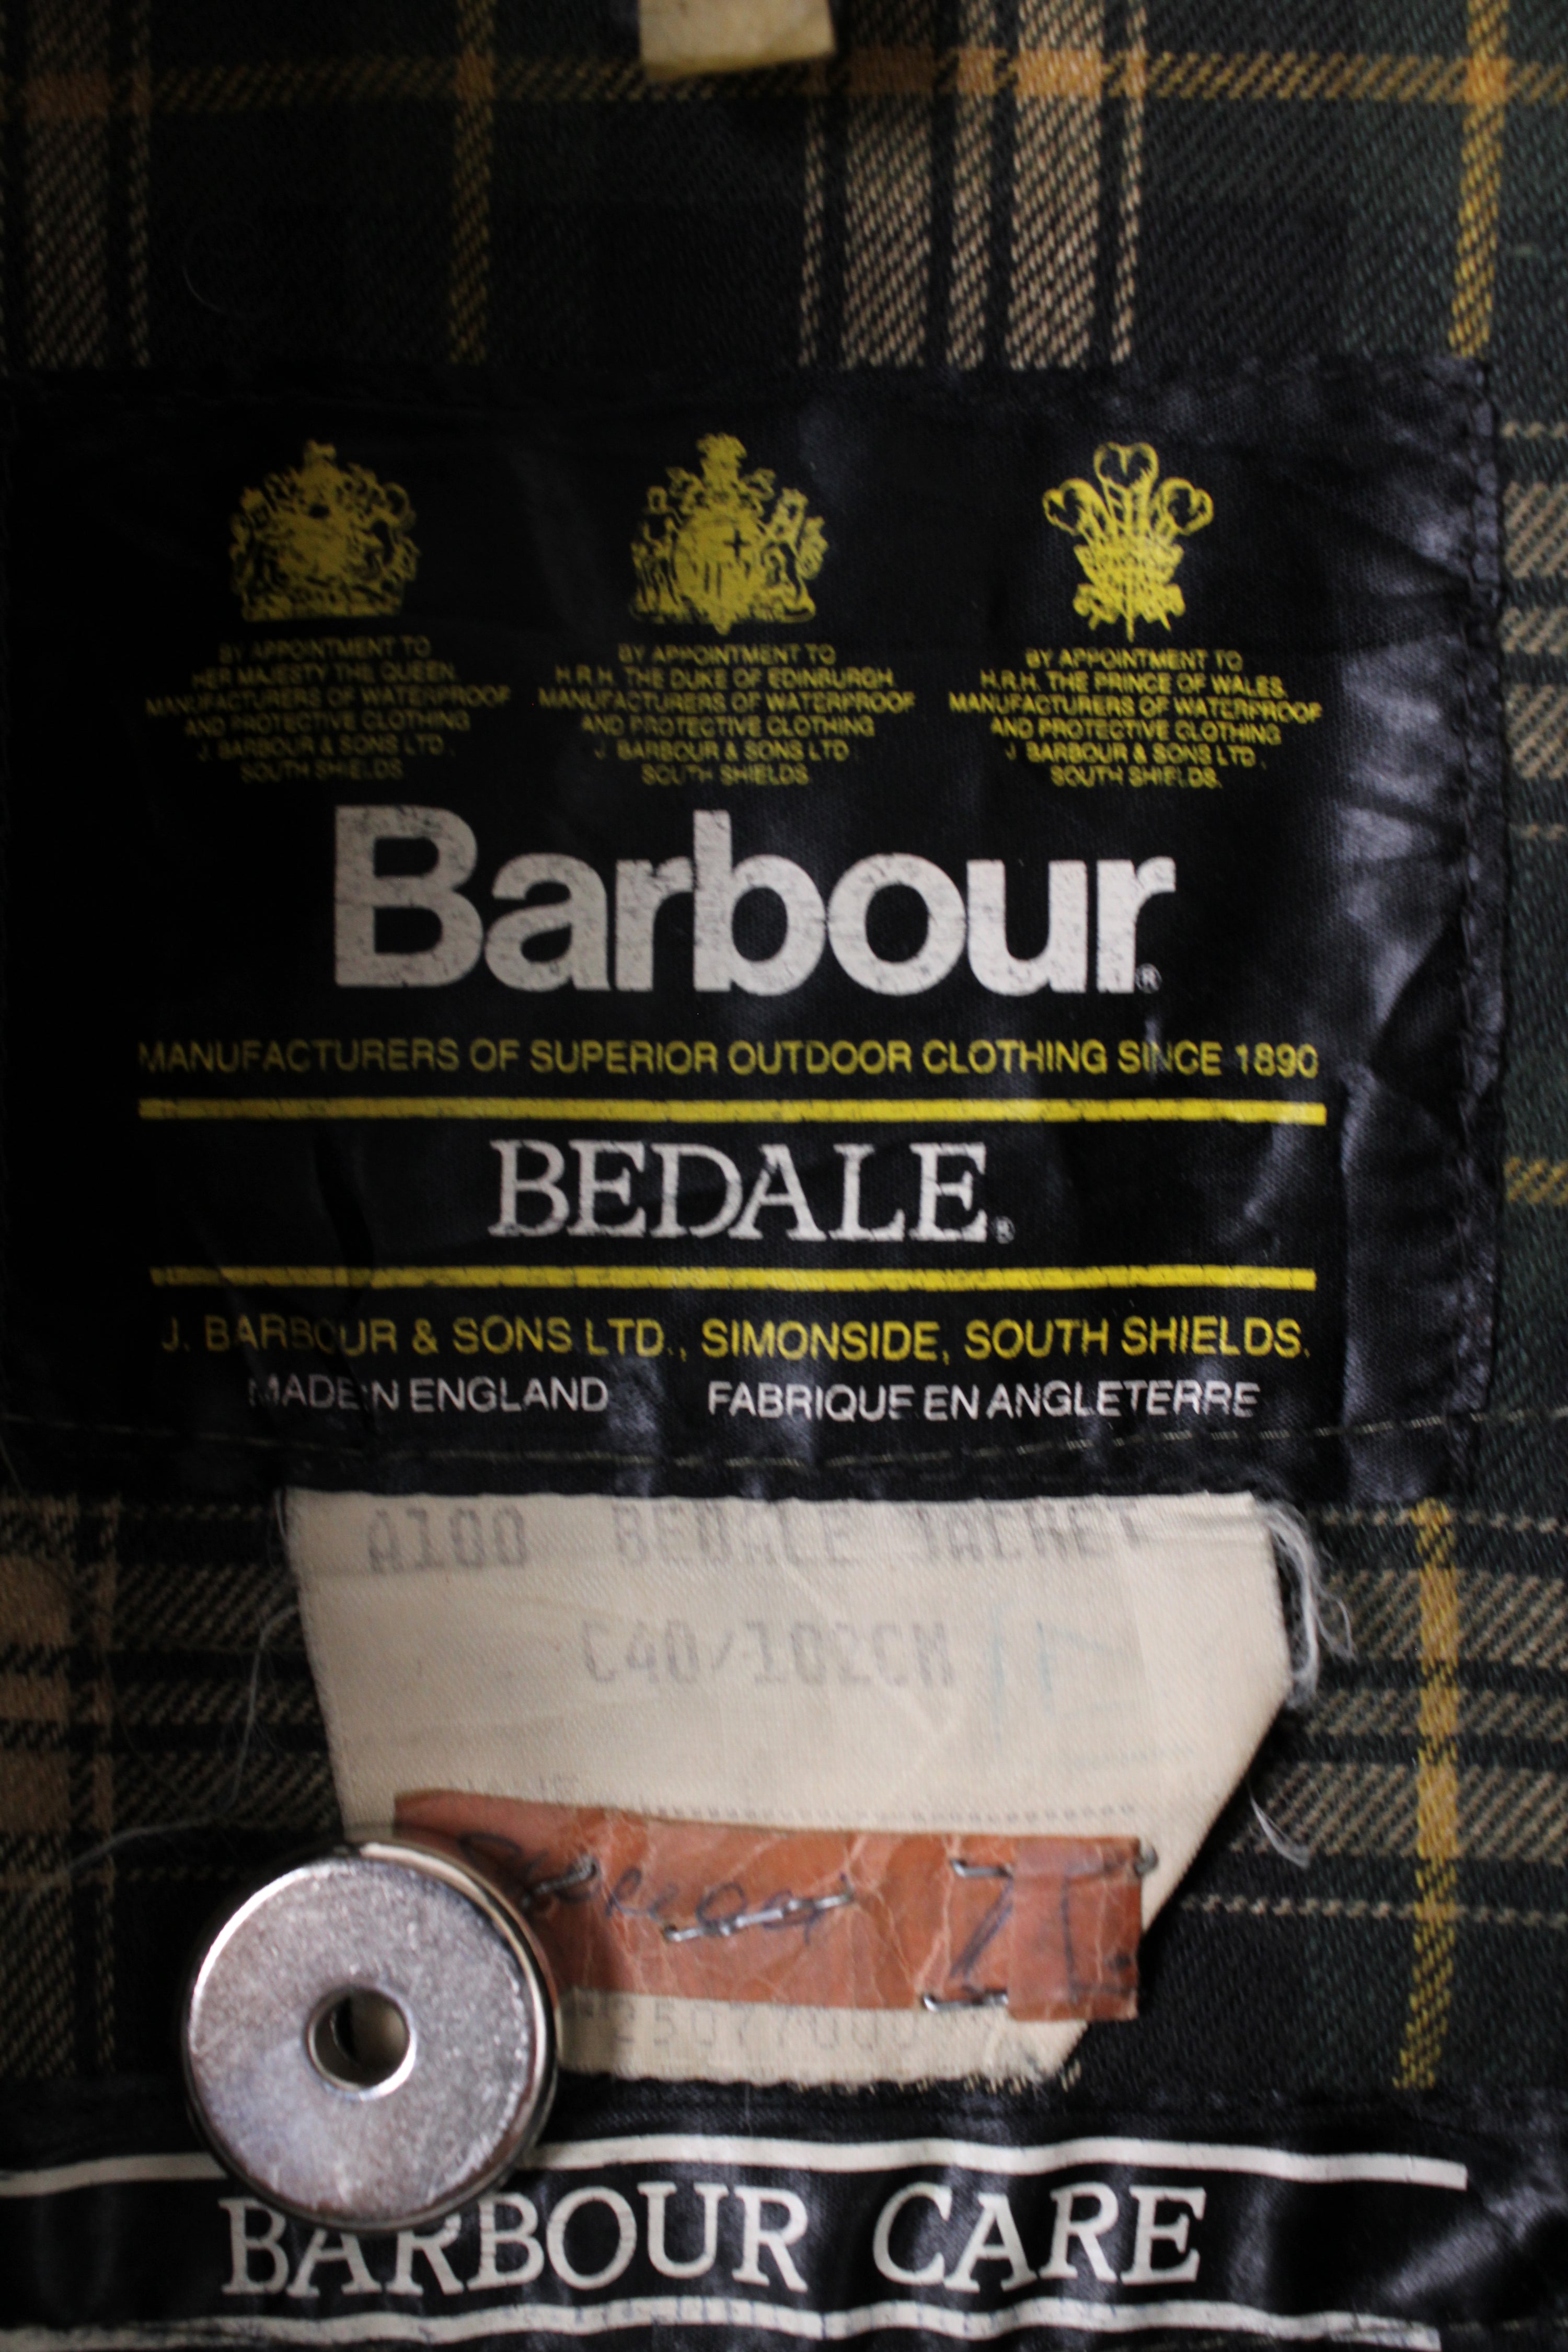 BY APPOINTMENT TO
HER MAJESTY THE QUEEN
MANUFACTURERS OF WATERPROOF
AND PROTECTIVE CLOTHING
J. BARBOUR & SONS LTD.
SOUTH SHIELDS
BY APPOINTMENT TO
H.R.H. THE DUKE OF EDINBURGH
MANUFACTURERS OF WATERPROOF
AND PROTECTIVE CLOTHING
J. BARBOUR & SONS LTD.
SOUTH SHIELDS
BY APPOINTMENT TO
H.R.H. THE PRINCE OF WALES.
MANUFACTURERS OF WATERPROOF
AND PROTECTIVE CLOTHING
J. BARBOUR & SONS LTD.
SOUTH SHIELDS.
Barbour®
MANUFACTURERS OF SUPERIOR OUTDOOR CLOTHING SINCE 1890
BEDALE®
J. BARBOUR & SONS LTD., SIMONSIDE, SOUTH SHIELDS.
MADE IN ENGLAND FABRIQUE EN ANGLETERRE
A100 BEDALE JACKET
C40/102CM
BARBOUR CARE